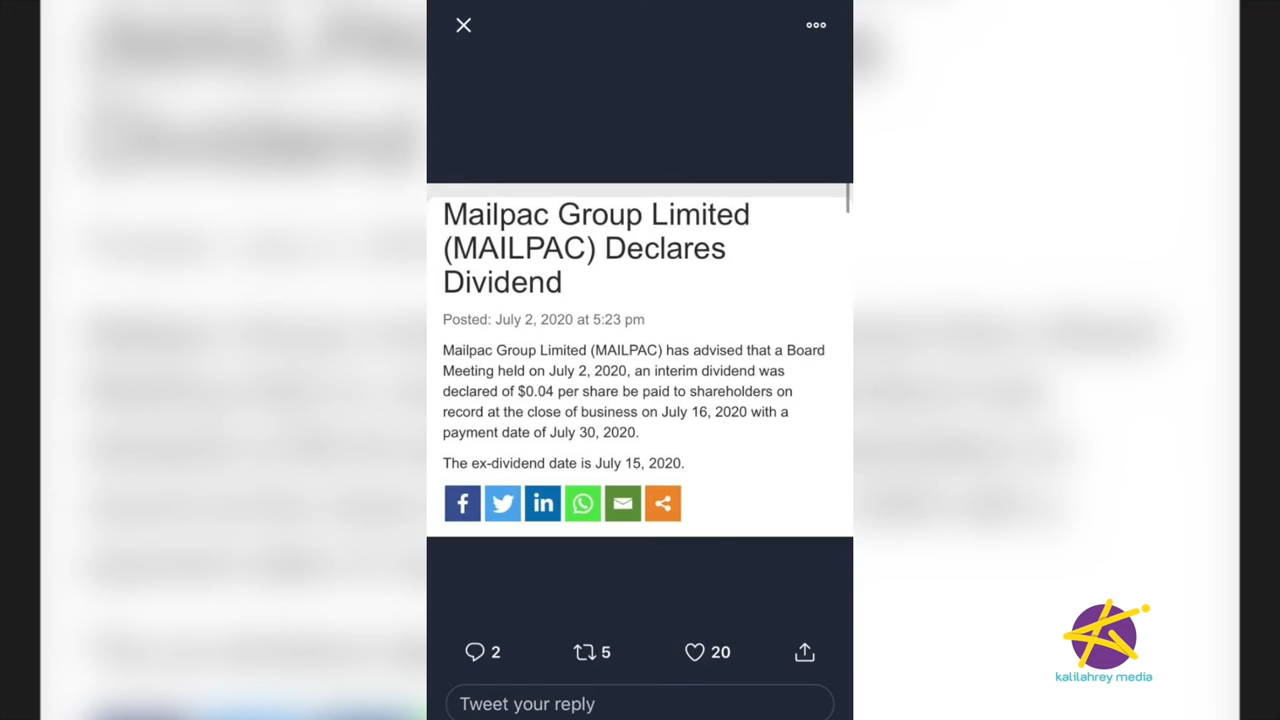 Mailpac Group Limited
(MAILPAC) Declares
Dividend
Posted: July 2, 2020 at 5:23 pm
Mailpac Group Limited (MAILPAC) has advised that a Board
Meeting held on July 2, 2020, an interim dividend was
declared of $0.04 per share be paid to shareholders on
record at the close of business on July 16, 2020 with a
payment date of July 30, 2020.
The ex-dividend date is July 15, 2020.
2
5
20
Tweet your reply
kalilahrey media